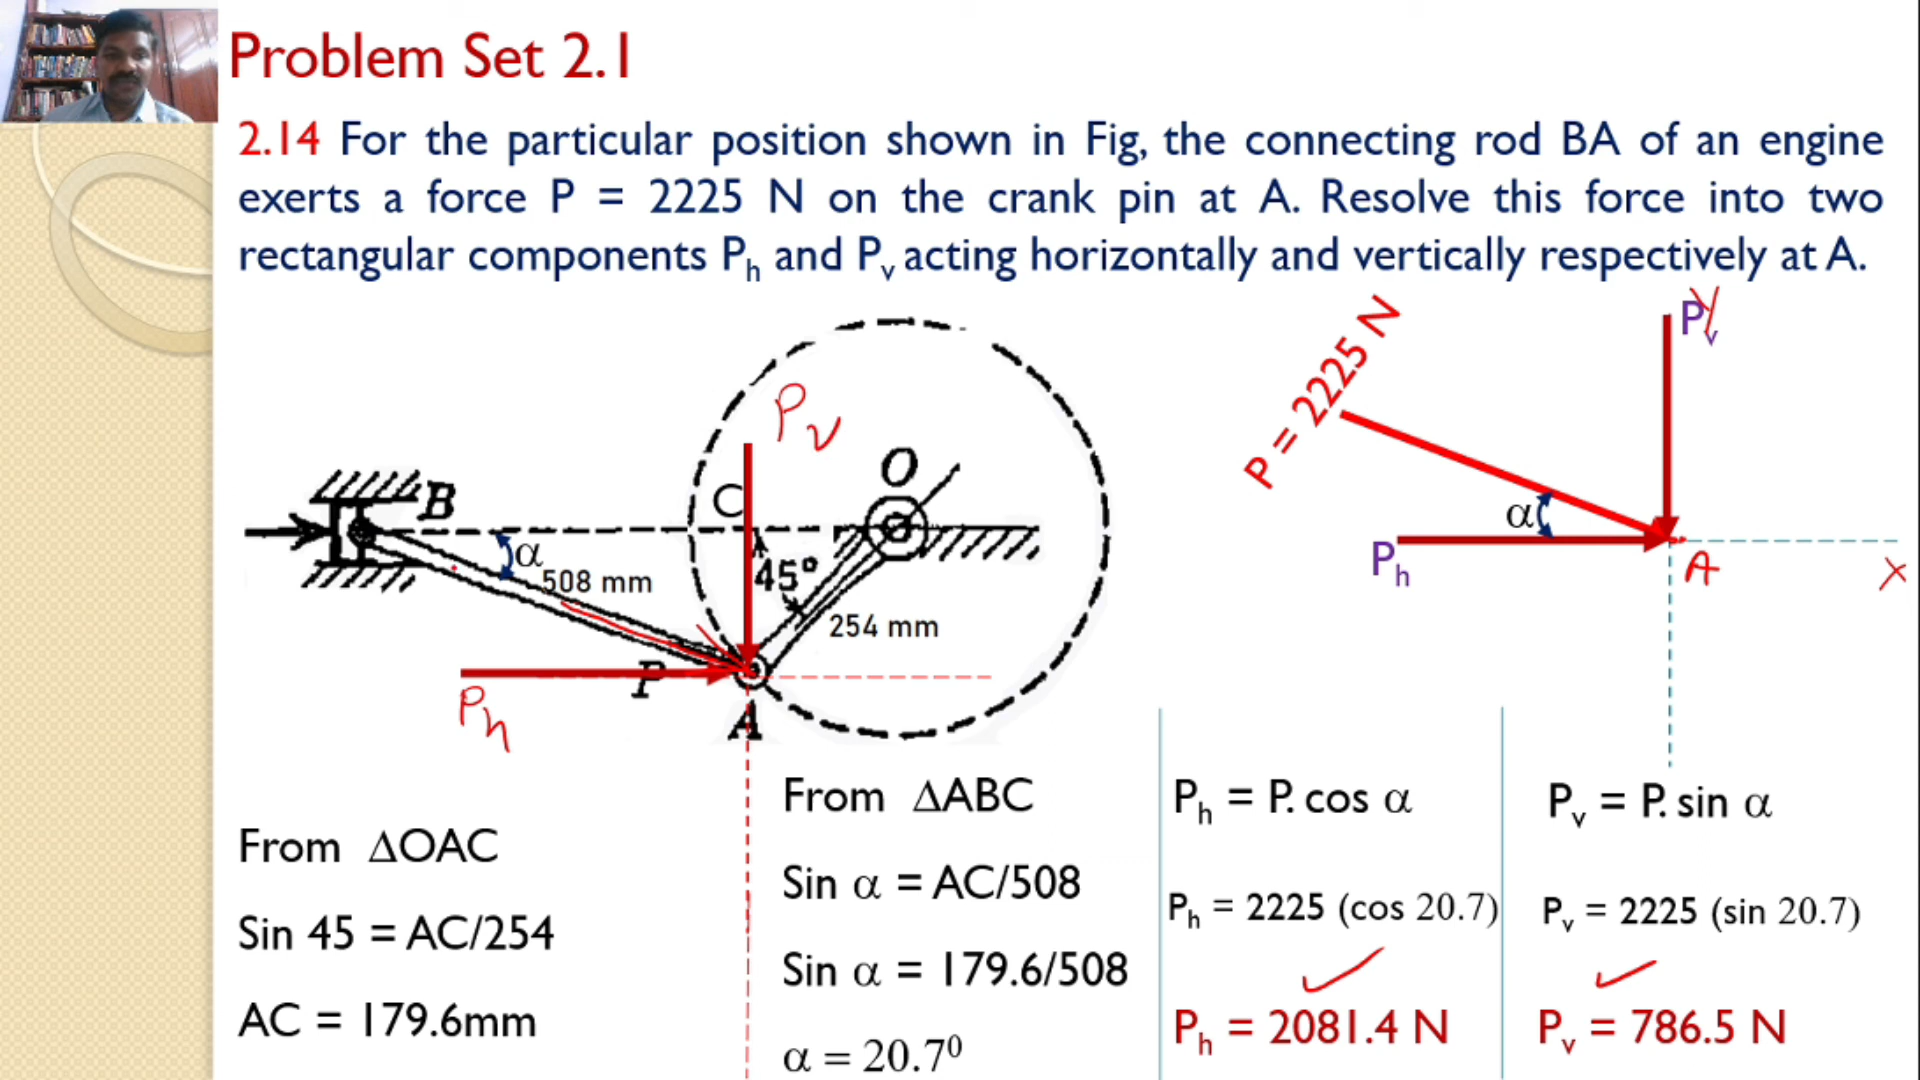 Problem Set 2.1
2.14 For the particular position shown in Fig, the connecting rod BA of an engine
exerts a force P = 2225 N on the crank pin at A. Resolve this force into two
rectangular components Ph and Pv acting horizontally and vertically respectively at A.
B
C
O
α
508 mm
45°
254 mm
P
A
Pv
Ph
P = 2225 N
Pv
Y
α
Ph
A
X
From ΔOAC
Sin 45 = AC/254
AC = 179.6mm
From ΔABC
Sin α = AC/508
Sin α = 179.6/508
α = 20.7⁰
Ph = P. cos α
Ph = 2225 (cos 20.7)
Ph = 2081.4 N
Pv = P. sin α
Pv = 2225 (sin 20.7)
Pv = 786.5 N